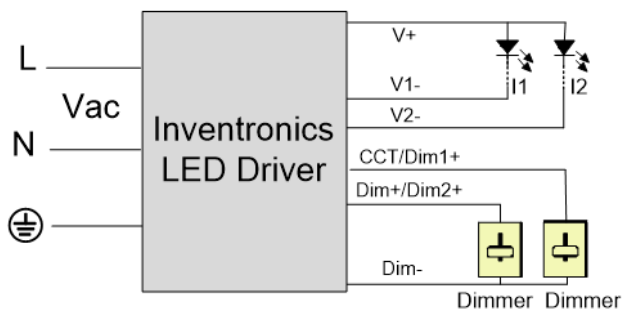 L
Vac
N
Inventronics
LED Driver
V+
V1-
I1
I2
V2-
CCT/Dim1+
Dim+/Dim2+
Dim-
Dimmer Dimmer